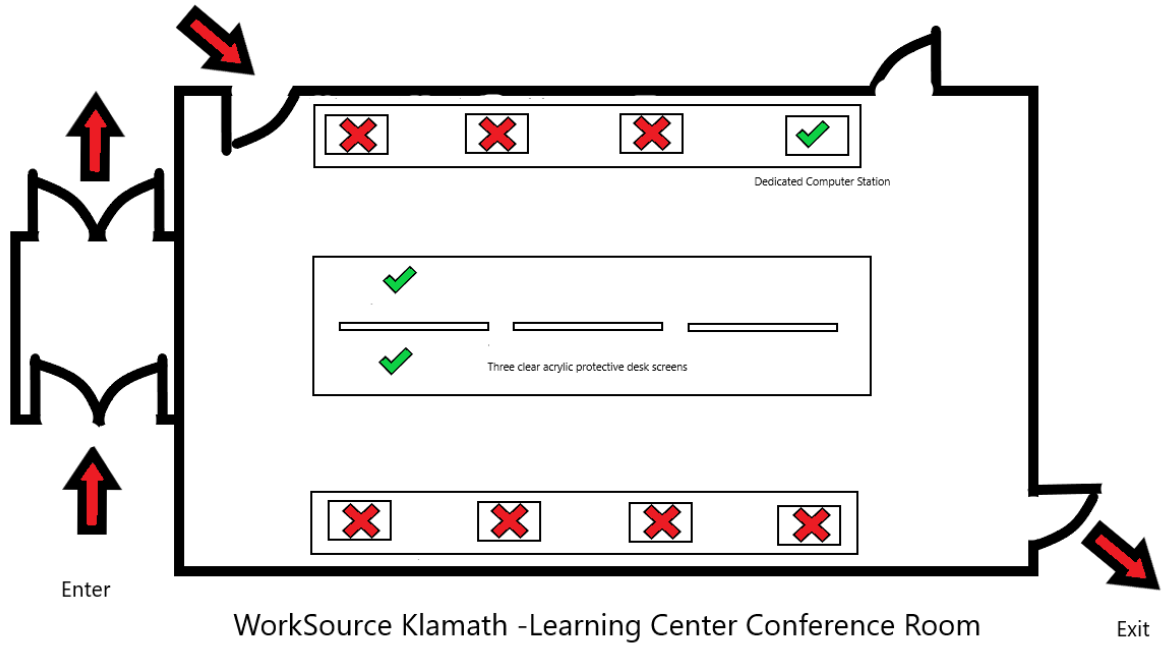 Dedicated Computer Station
Three clear acrylic protective desk screens
Enter
WorkSource Klamath -Learning Center Conference Room
Exit